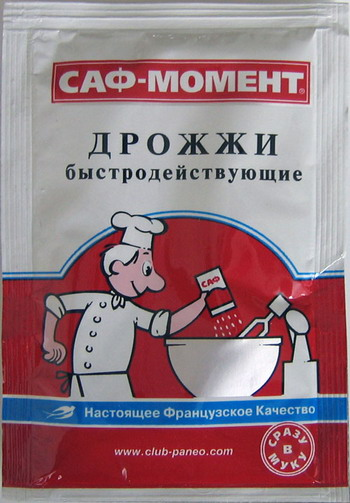 САФ-МОМЕНТ®
ДРОЖЖИ
быстродействующие
САФ
Настоящее Французское Качество
www.club-paneo.com
СРАЗУ
В
МУКУ